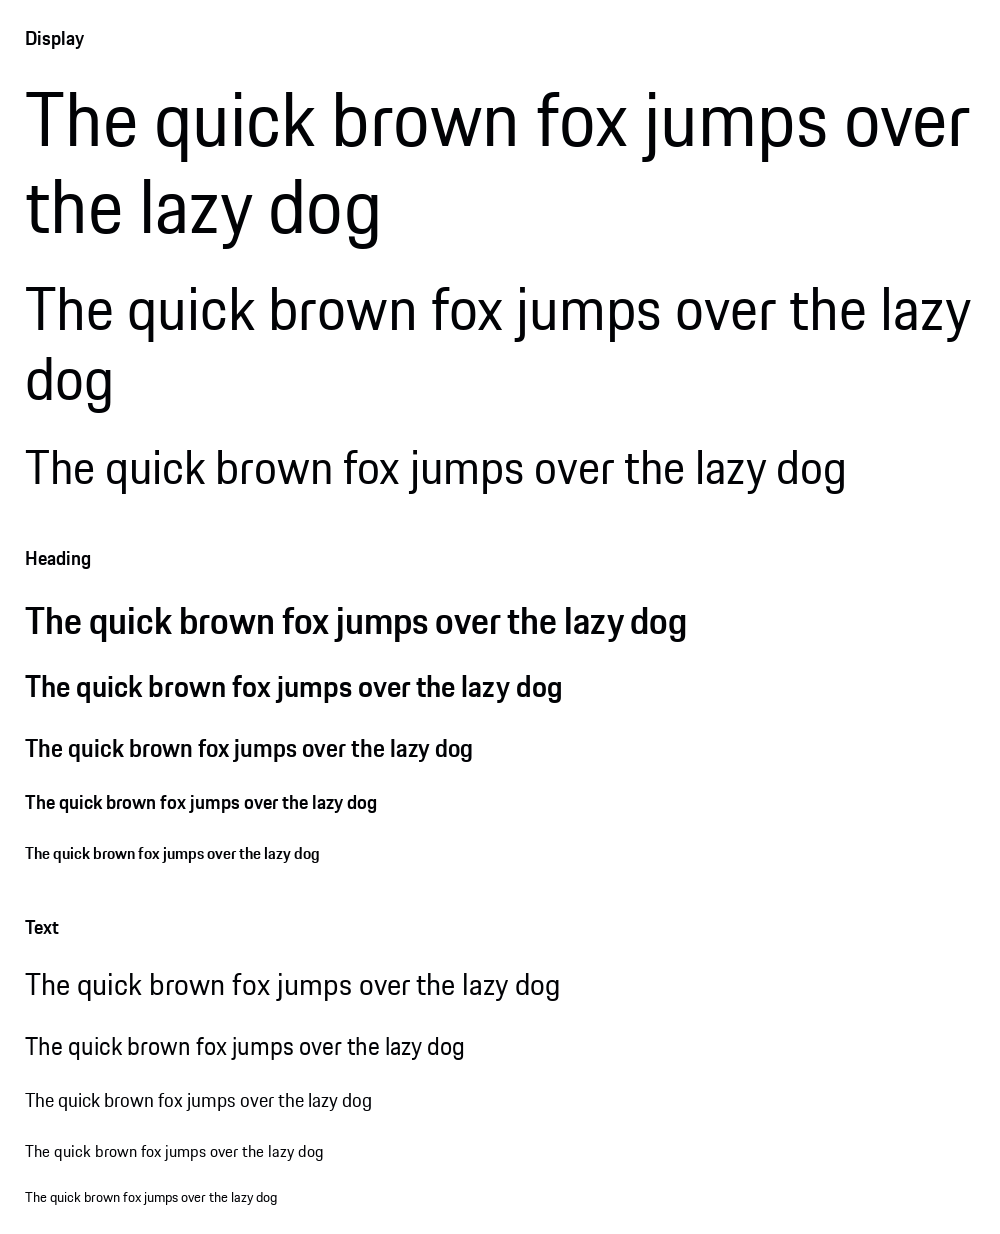 Display
The quick brown fox jumps over
the lazy dog
The quick brown fox jumps over the lazy
dog
The quick brown fox jumps over the lazy dog
Heading
The quick brown fox jumps over the lazy dog
The quick brown fox jumps over the lazy dog
The quick brown fox jumps over the lazy dog
The quick brown fox jumps over the lazy dog
The quick brown fox jumps over the lazy dog
Text
The quick brown fox jumps over the lazy dog
The quick brown fox jumps over the lazy dog
The quick brown fox jumps over the lazy dog
The quick brown fox jumps over the lazy dog
The quick brown fox jumps over the lazy dog